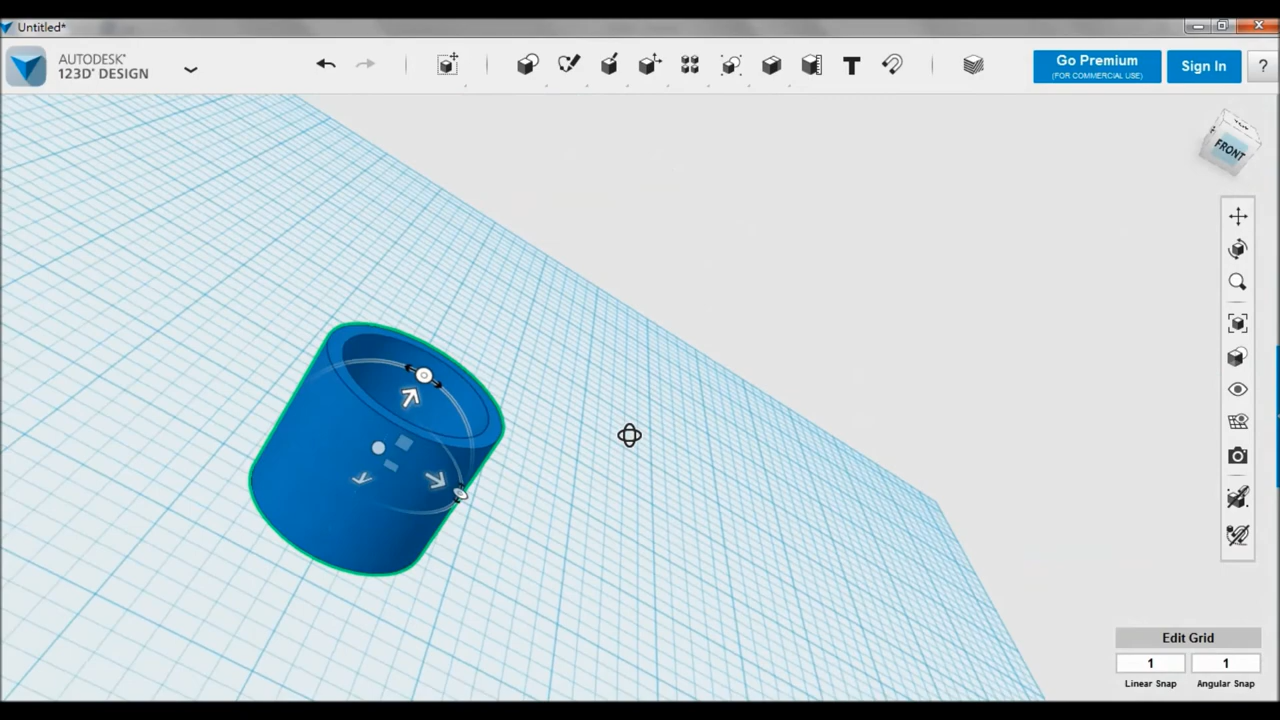 Untitled*
AUTODESK®
123D® DESIGN
Go Premium
(FOR COMMERCIAL USE)
Sign In
?
T
TOP
FRONT
Edit Grid
1
1
Linear Snap
Angular Snap